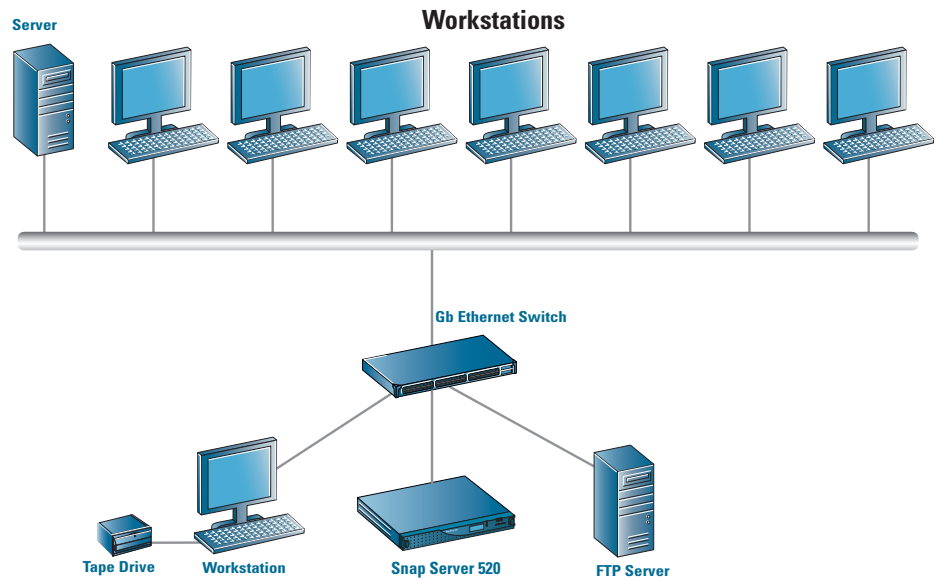 Workstations
Server
Gb Ethernet Switch
Tape Drive
Workstation
Snap Server 520
FTP Server